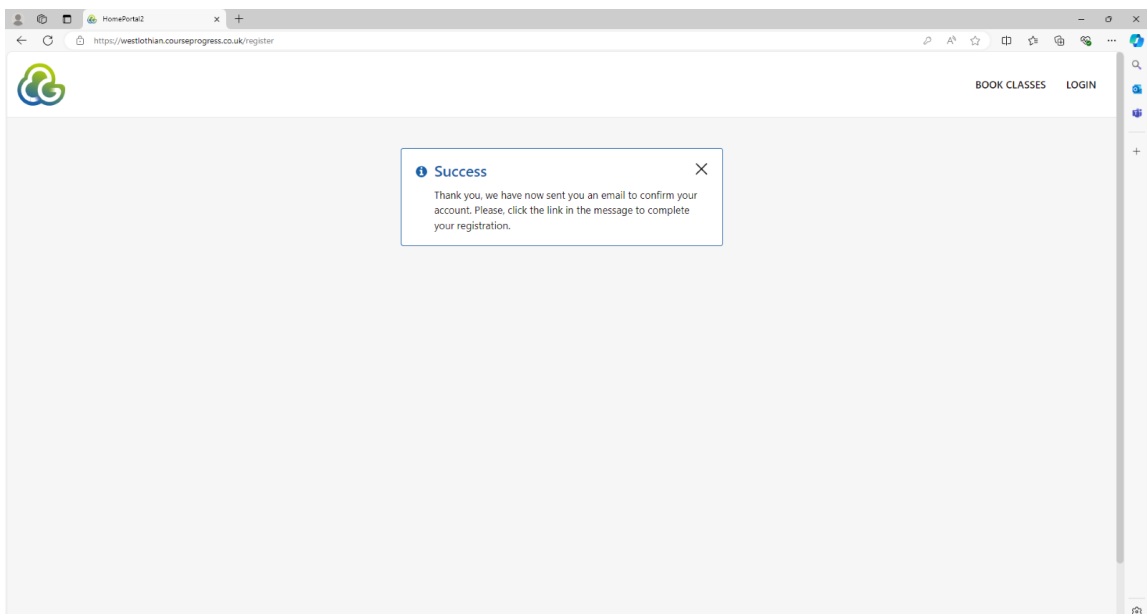 HomePortal2
https://westlothian.courseprogress.co.uk/register
BOOK CLASSES LOGIN
Success
Thank you, we have now sent you an email to confirm your
account. Please, click the link in the message to complete
your registration.